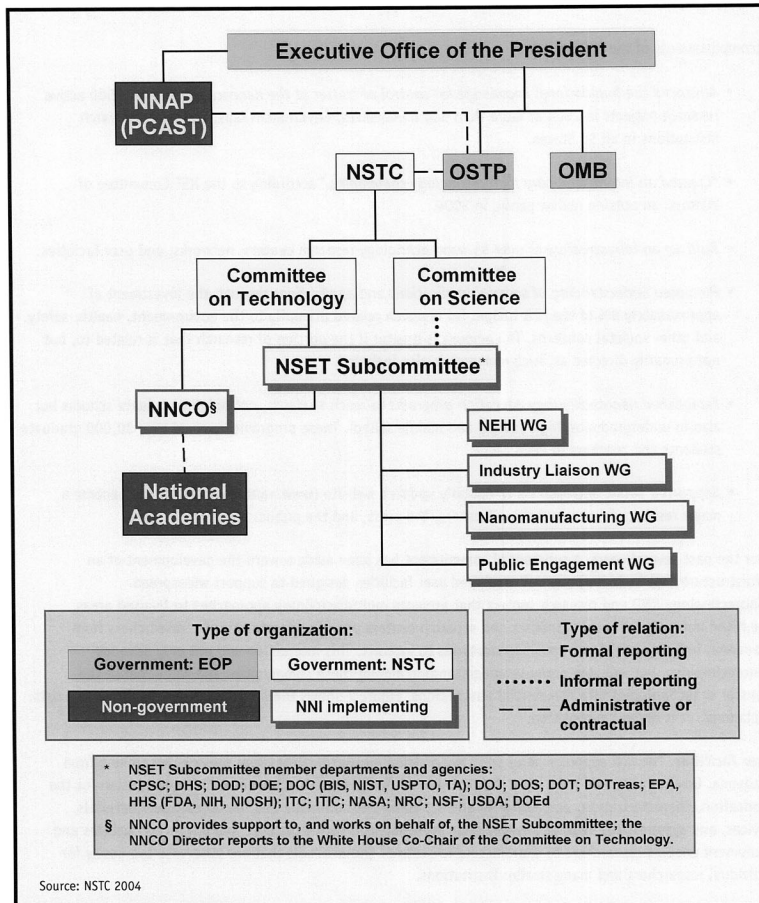 Executive Office of the President
NNAP
(PCAST)
NSTC
OSTP
OMB
Committee
on Technology
Committee
on Science
NSET Subcommittee*
NNCO§
NEHI WG
Industry Liaison WG
National
Academies
Nanomanufacturing WG
Public Engagement WG
Type of organization:
Government: EOP
Government: NSTC
Non-government
NNI implementing
Type of relation:
Formal reporting
Informal reporting
Administrative or
contractual
* NSET Subcommittee member departments and agencies:
CPSC; DHS; DOD; DOE; DOC (BIS, NIST, USPTO, TA); DOJ; DOS; DOT; DOTreas; EPA,
HHS (FDA, NIH, NIOSH); ITC; ITIC; NASA; NRC; NSF; USDA; DOEd
§ NNCO provides support to, and works on behalf of, the NSET Subcommittee; the
NNCO Director reports to the White House Co-Chair of the Committee on Technology.
Source: NSTC 2004